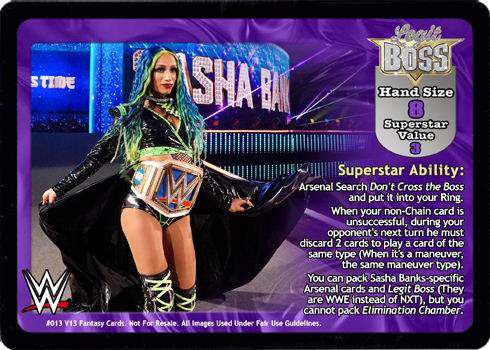 STIME
SASHA BAN
Legit
BOSS
Hand Size
8
Superstar
Value
3
Superstar Ability:
Arsenal Search Don't Cross the Boss
and put it into your Ring.
When your non-Chain card is
unsuccessful, during your
opponent's next turn he must
discard 2 cards to play a card of the
same type (When it's a maneuver,
the same maneuver type).
You can pack Sasha Banks-specific
Arsenal cards and Legit Boss (They
are WWE instead of NXT), but you
cannot pack Elimination Chamber.
W
#013 V13 Fantasy Cards. Not For Resale. All Images Used Under Fair Use Guidelines.